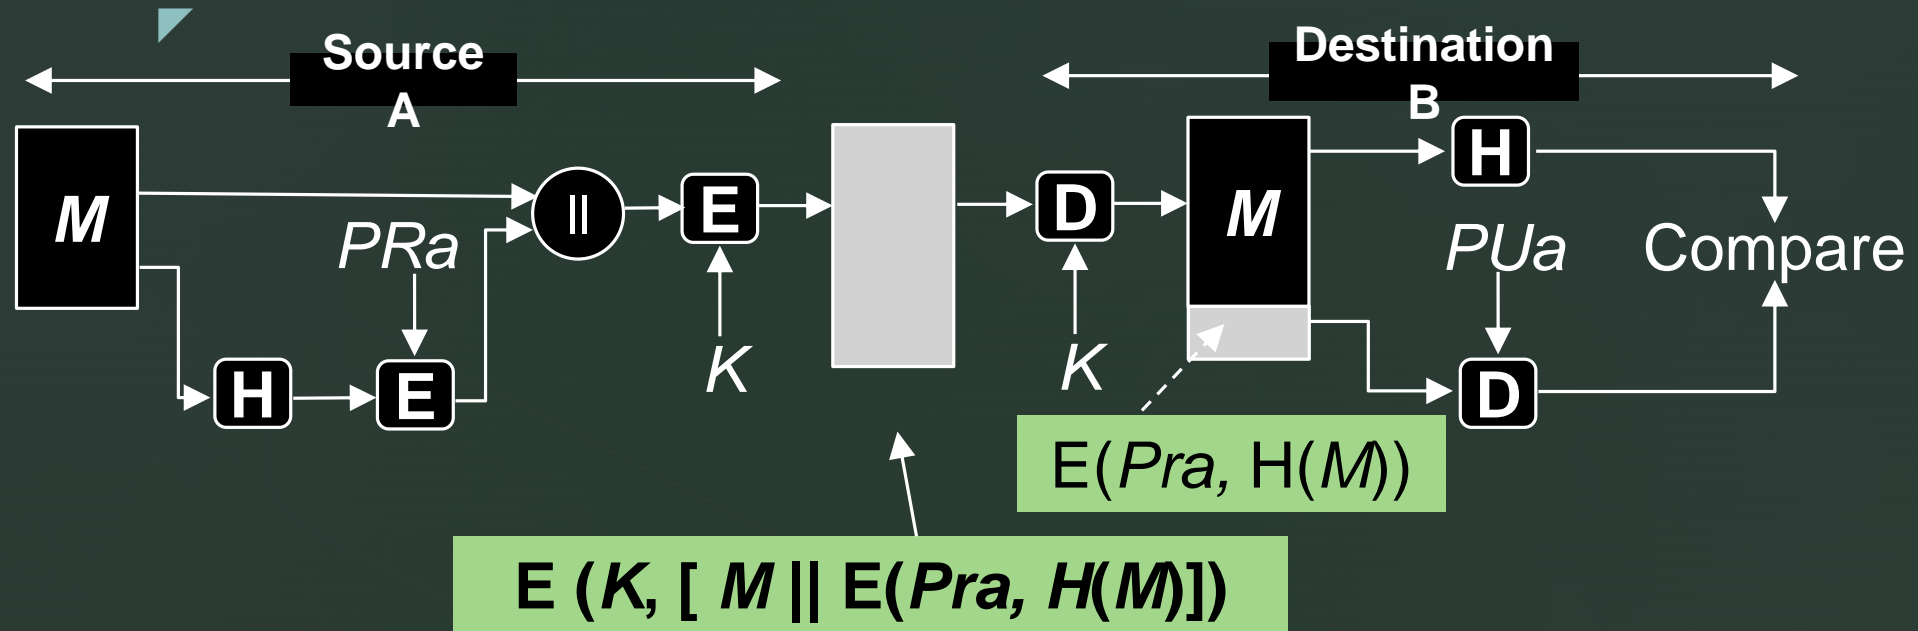 Source
A
Destination
B
M
PRa
||
E
D
M
H
PUa
Compare
K
K
H
E
D
E(Pra, H(M))
E (K, [ M || E(Pra, H(M)])